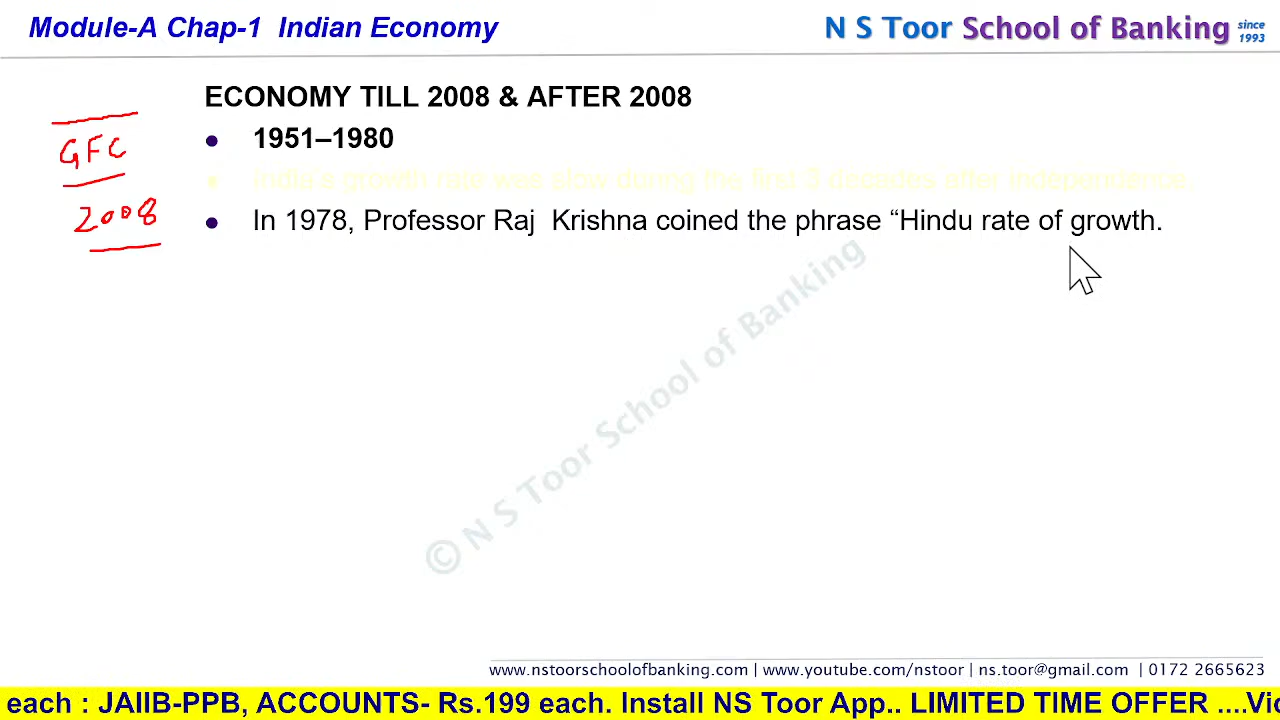 Module-A Chap-1 Indian Economy
N S Toor School of Banking since 1993
ECONOMY TILL 2008 & AFTER 2008
GFC
2008
● 1951–1980
● India's growth rate was slow during the first 3 decades after independence.
● In 1978, Professor Raj Krishna coined the phrase “Hindu rate of growth.
© N S Toor School of Banking
www.nstoorschoolofbanking.com | www.youtube.com/nstoor | ns.toor@gmail.com | 0172 2665623
each : JAIIB-PPB, ACCOUNTS- Rs.199 each. Install NS Toor App.. LIMITED TIME OFFER ....Vi